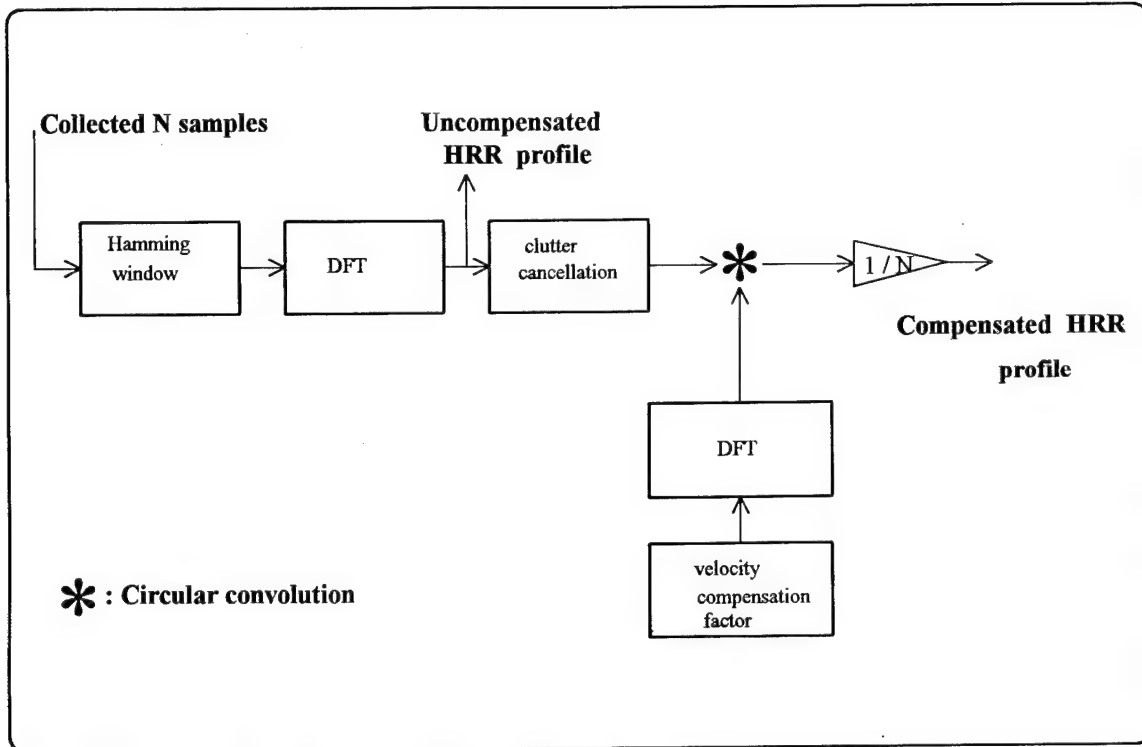 Collected N samples
Uncompensated
HRR profile
Hamming
window
DFT
clutter
cancellation
*
1 / N
Compensated HRR
profile
DFT
velocity
compensation
factor
* : Circular convolution